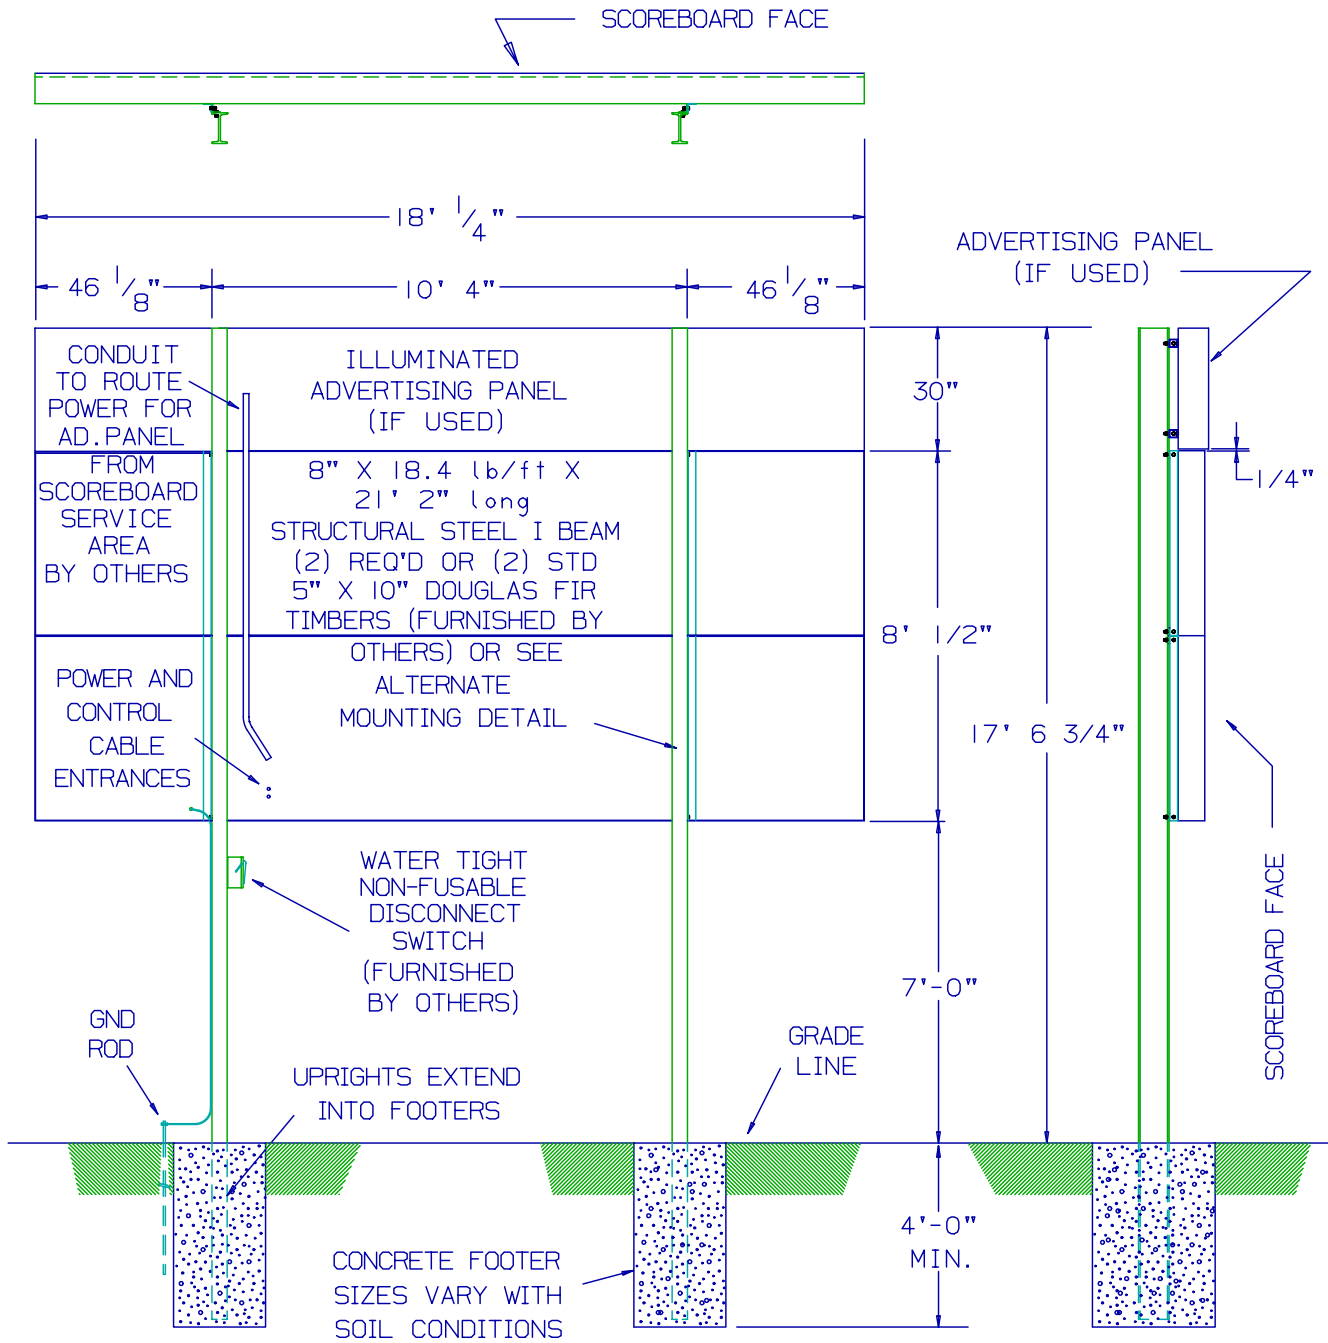 SCOREBOARD FACE
18' 1/4"
46 1/8"
10' 4"
46 1/8"
ADVERTISING PANEL
(IF USED)
CONDUIT
TO ROUTE
POWER FOR
AD.PANEL
FROM
SCOREBOARD
SERVICE
AREA
BY OTHERS
ILLUMINATED
ADVERTISING PANEL
(IF USED)
30"
8" X 18.4 lb/ft X
21' 2" long
STRUCTURAL STEEL I BEAM
(2) REQ'D OR (2) STD
5" X 10" DOUGLAS FIR
TIMBERS (FURNISHED BY
OTHERS) OR SEE
ALTERNATE
MOUNTING DETAIL
1/4"
8' 1/2"
POWER AND
CONTROL
CABLE
ENTRANCES
17' 6 3/4"
WATER TIGHT
NON-FUSABLE
DISCONNECT
SWITCH
(FURNISHED
BY OTHERS)
SCOREBOARD FACE
7'-0"
GND
ROD
GRADE
LINE
UPRIGHTS EXTEND
INTO FOOTERS
4'-0"
MIN.
CONCRETE FOOTER
SIZES VARY WITH
SOIL CONDITIONS